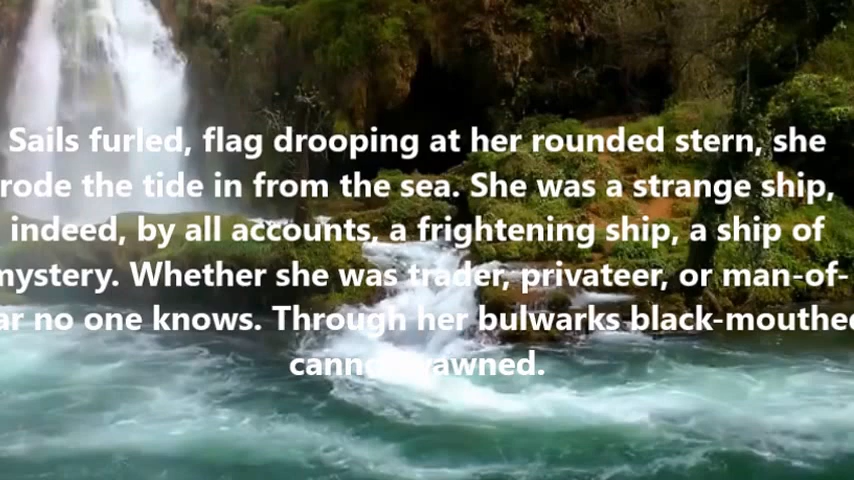 Sails furled, flag drooping at her rounded stern, she
rode the tide in from the sea. She was a strange ship,
indeed, by all accounts, a frightening ship, a ship of
mystery. Whether she was trader, privateer, or man-of-
ar no one knows. Through her bulwarks black-mouthed
cannon yawned.